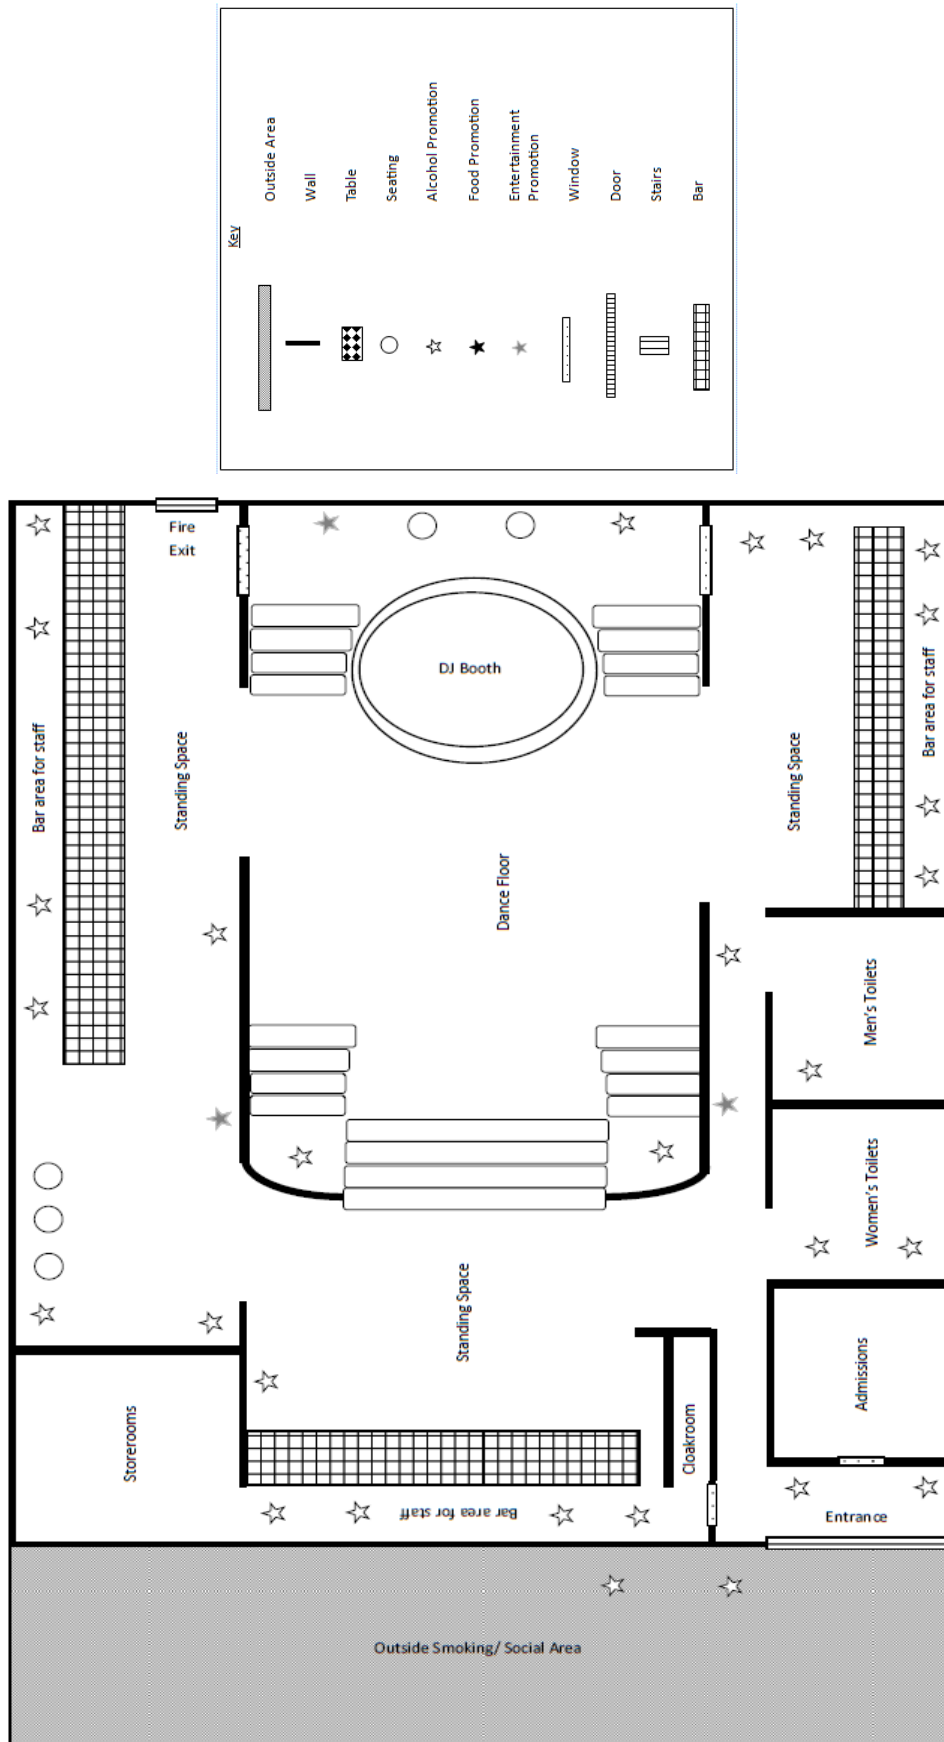 Key
Outside Area
Wall
Table
Seating
Alcohol Promotion
Food Promotion
Entertainment
Promotion
Window
Door
Stairs
Bar
Fire
Exit
DJ Booth
Bar area for staff
Standing Space
Standing Space
Bar area for staff
Dance Floor
Men's Toilets
Women's Toilets
Standing Space
Admissions
Storerooms
Cloakroom
Bar area for staff
Entrance
Outside Smoking/ Social Area